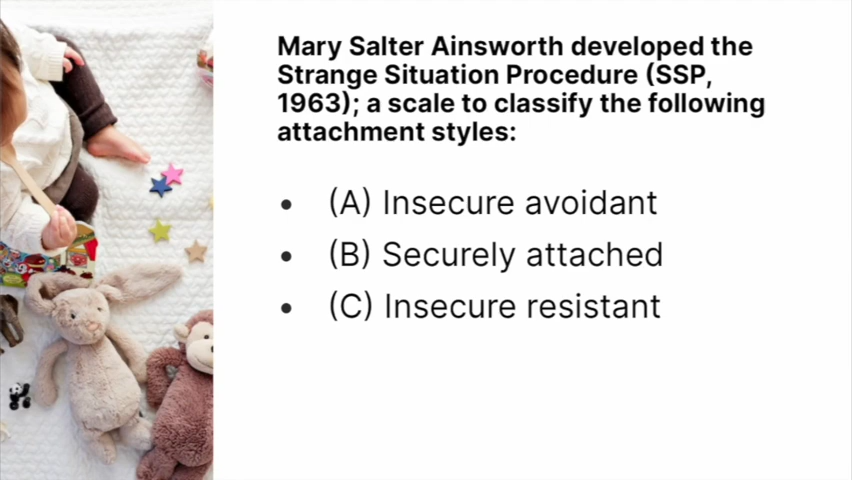 Mary Salter Ainsworth developed the
Strange Situation Procedure (SSP,
1963); a scale to classify the following
attachment styles:
• (A) Insecure avoidant
• (B) Securely attached
• (C) Insecure resistant